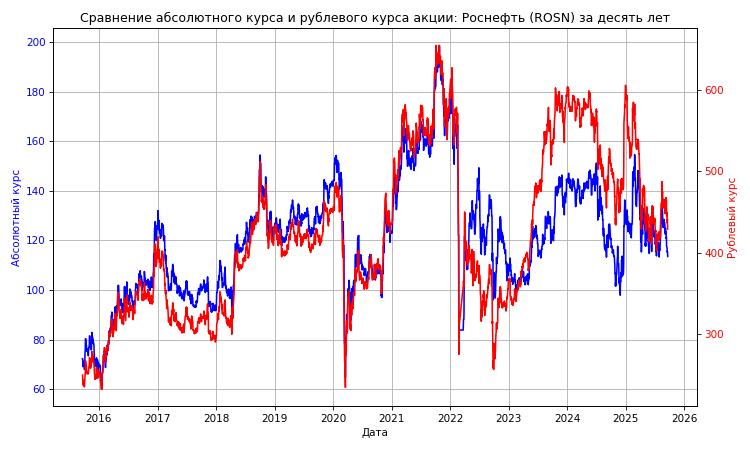 Сравнение абсолютного курса и рублевого курса акции: Роснефть (ROSN) за десять лет
Абсолютный курс
200
180
160
140
120
100
80
60
600
500
400
300
Рублевый курс
2016 2017 2018 2019 2020 2021 2022 2023 2024 2025 2026
Дата